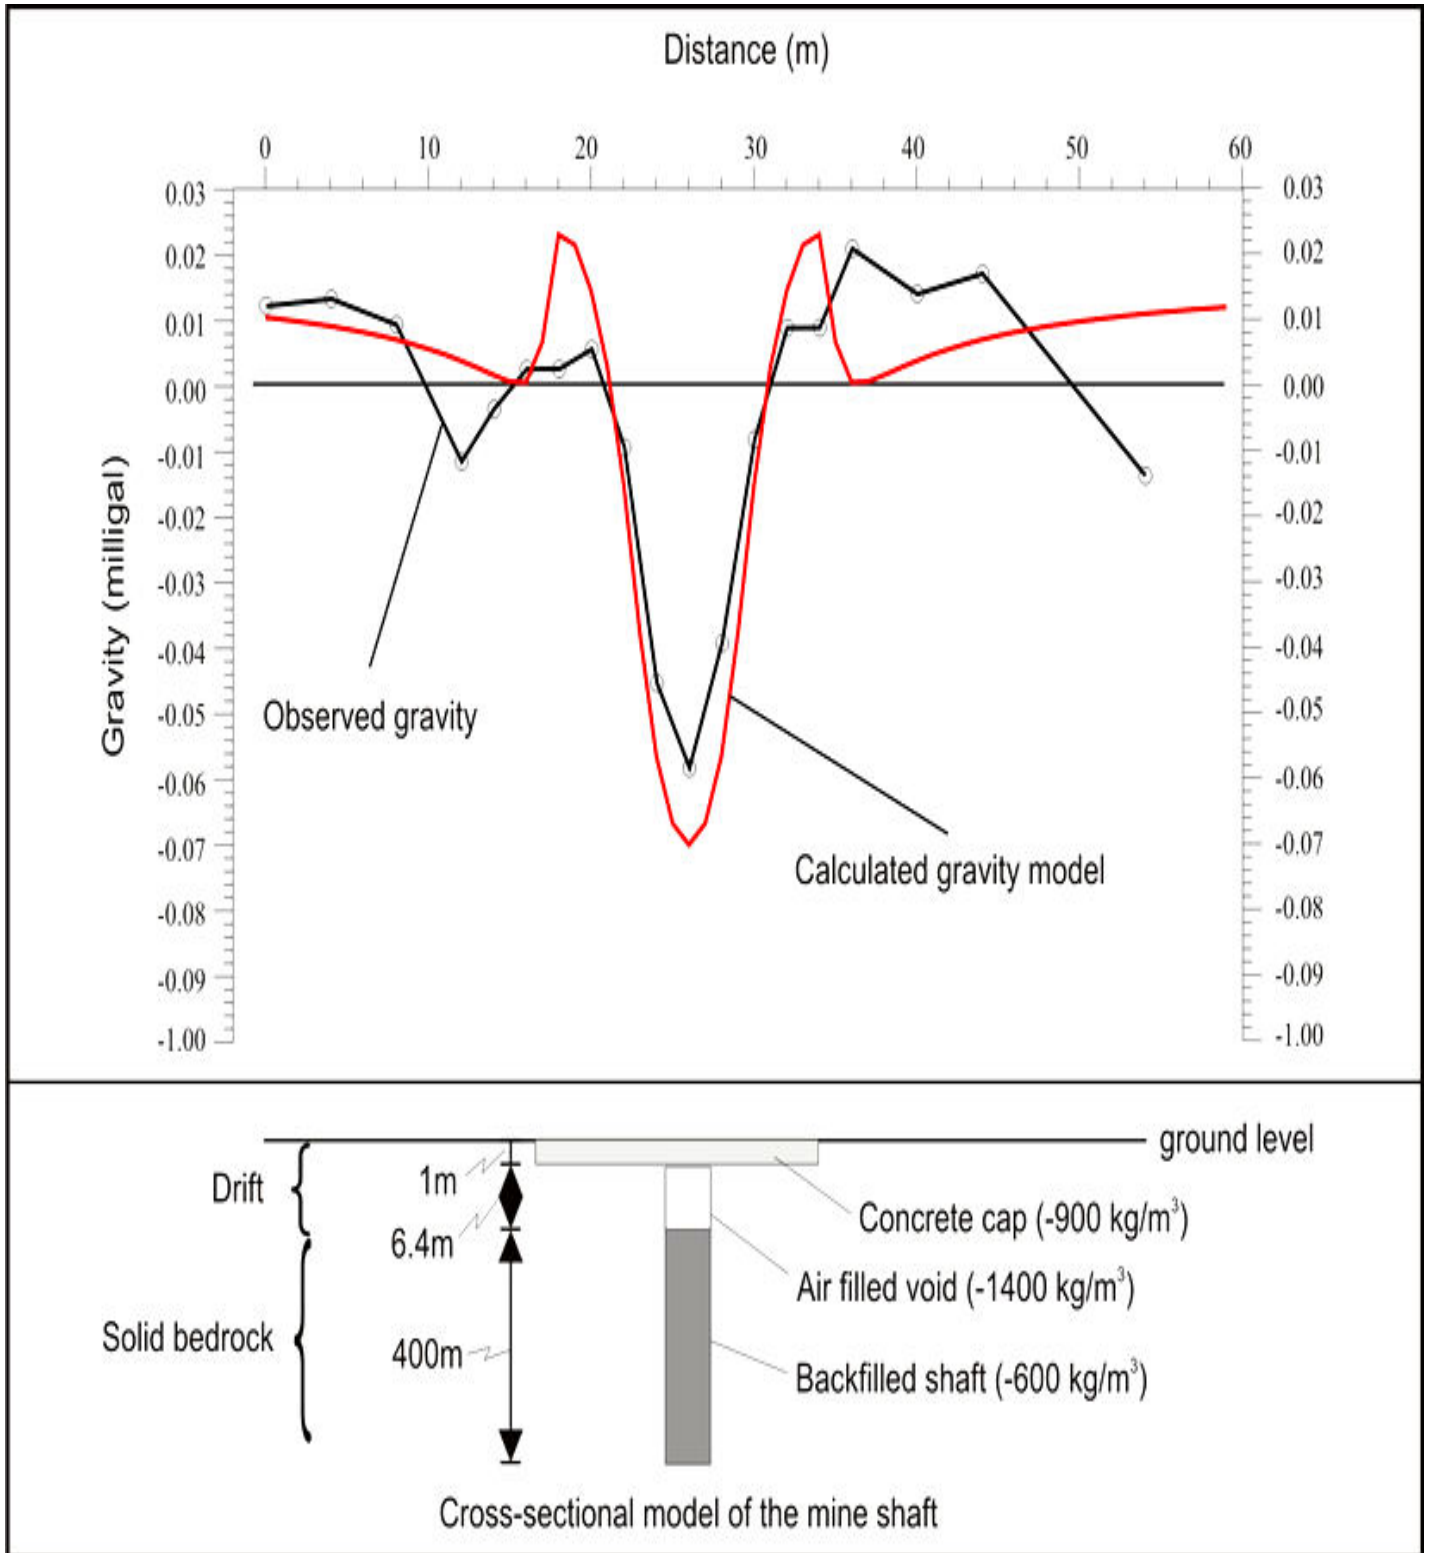 Distance (m)
0 10 20 30 40 50 60
0.03 0.03
0.02 0.02
0.01 0.01
0.00 0.00
-0.01 -0.01
-0.02 -0.02
-0.03 -0.03
-0.04 -0.04
-0.05 -0.05
-0.06 -0.06
-0.07 -0.07
-0.08 -0.08
-0.09 -0.09
-1.00 -1.00
Gravity (milligal)
Observed gravity
Calculated gravity model
ground level
Drift
1m
6.4m
Concrete cap (-900 kg/m³)
Air filled void (-1400 kg/m³)
Solid bedrock
400m
Backfilled shaft (-600 kg/m³)
Cross-sectional model of the mine shaft